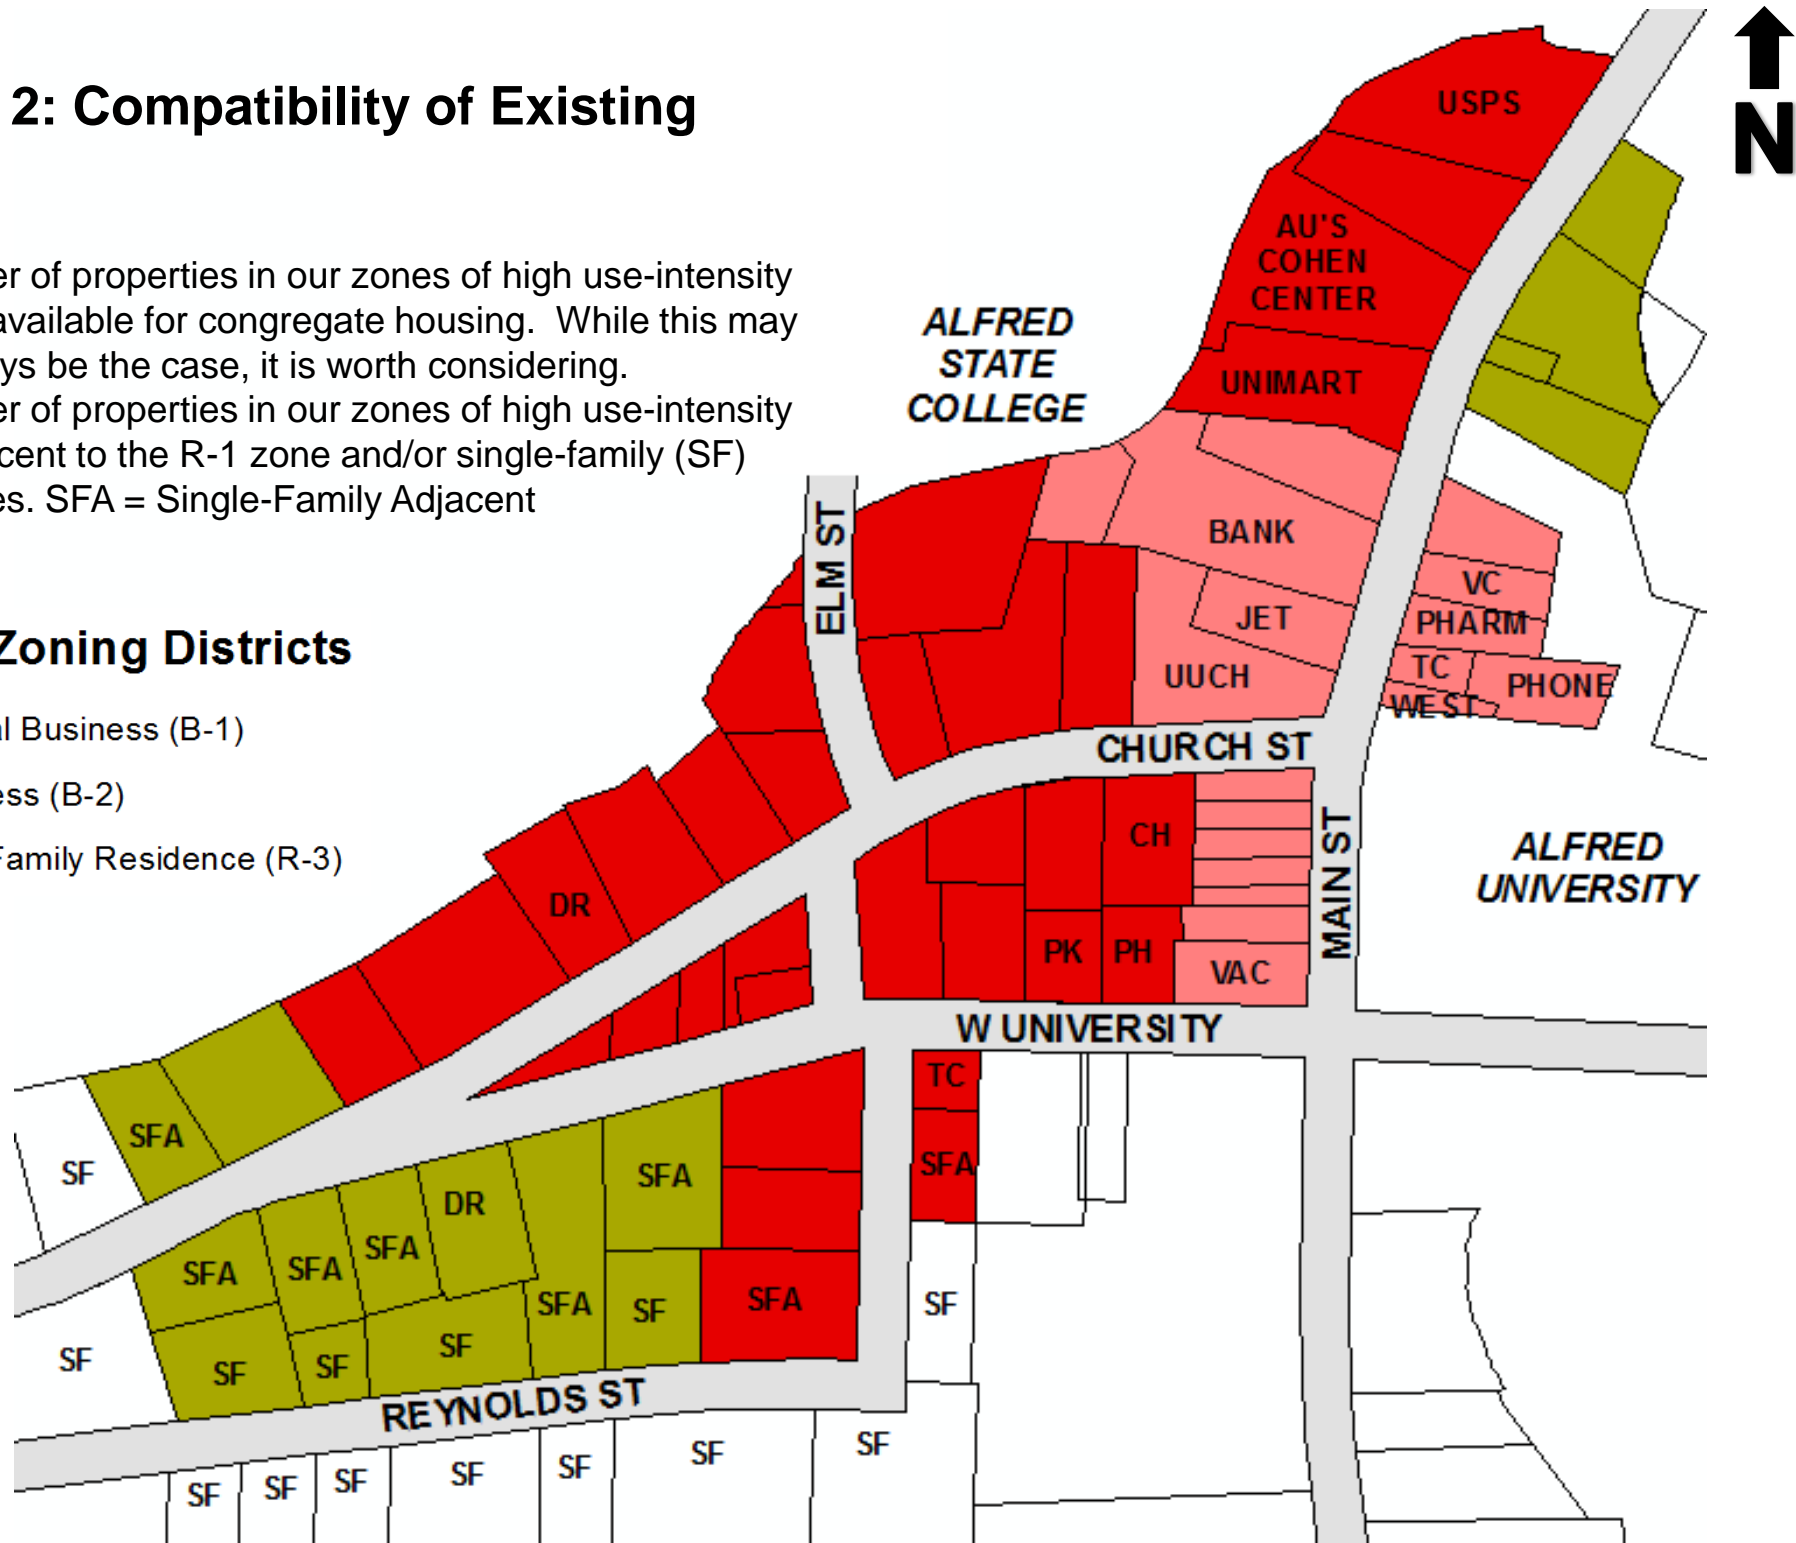 2: Compatibility of Existing
er of properties in our zones of high use-intensity
available for congregate housing.  While this may
ys be the case, it is worth considering.
er of properties in our zones of high use-intensity
cent to the R-1 zone and/or single-family (SF)
es. SFA = Single-Family Adjacent
Zoning Districts
al Business (B-1)
ess (B-2)
Family Residence (R-3)
N
USPS
AU'S
COHEN
CENTER
UNIMART
ALFRED
STATE
COLLEGE
ELM ST
BANK
VC
JET
PHARM
UUCH
TC
PHONE
WEST
CHURCH ST
CH
MAIN ST
ALFRED
UNIVERSITY
DR
PK
PH
VAC
W UNIVERSITY
TC
SFA
SFA
SF
SFA
DR
SFA
SFA
SFA
SFA
SF
SFA
SF
SF
SF
SF
SF
SFA
REYNOLDS ST
SF
SF
SF
SF
SF
SF
SF